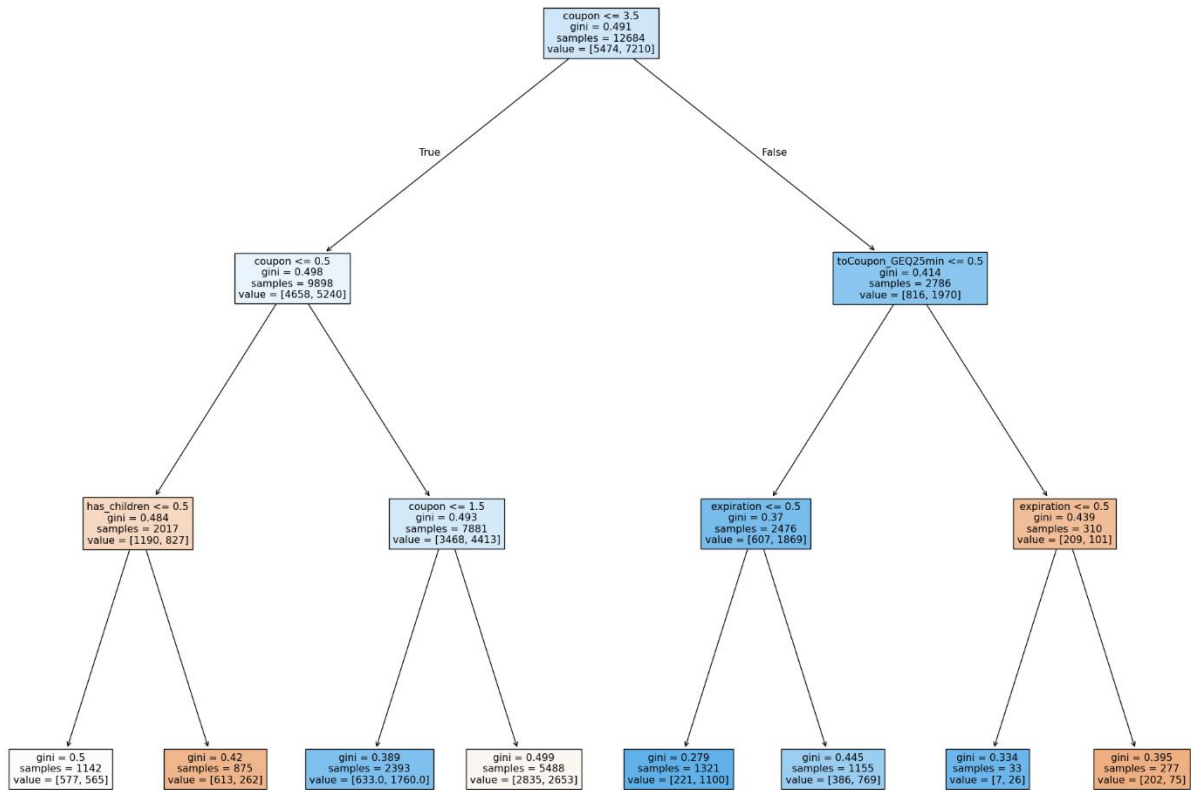 coupon <= 3.5
gini = 0.491
samples = 12684
value = [5474, 7210]
True
False
coupon <= 0.5
gini = 0.498
samples = 9898
value = [4658, 5240]
toCoupon_GEQ25min <= 0.5
gini = 0.414
samples = 2786
value = [816, 1970]
has_children <= 0.5
gini = 0.484
samples = 2017
value = [1190, 827]
coupon <= 1.5
gini = 0.493
samples = 7881
value = [3468, 4413]
expiration <= 0.5
gini = 0.37
samples = 2476
value = [607, 1869]
expiration <= 0.5
gini = 0.439
samples = 310
value = [209, 101]
gini = 0.5
samples = 1142
value = [577, 565]
gini = 0.42
samples = 875
value = [613, 262]
gini = 0.389
samples = 2393
value = [633.0, 1760.0]
gini = 0.499
samples = 5488
value = [2835, 2653]
gini = 0.279
samples = 1321
value = [221, 1100]
gini = 0.445
samples = 1155
value = [386, 769]
gini = 0.334
samples = 33
value = [7, 26]
gini = 0.395
samples = 277
value = [202, 75]